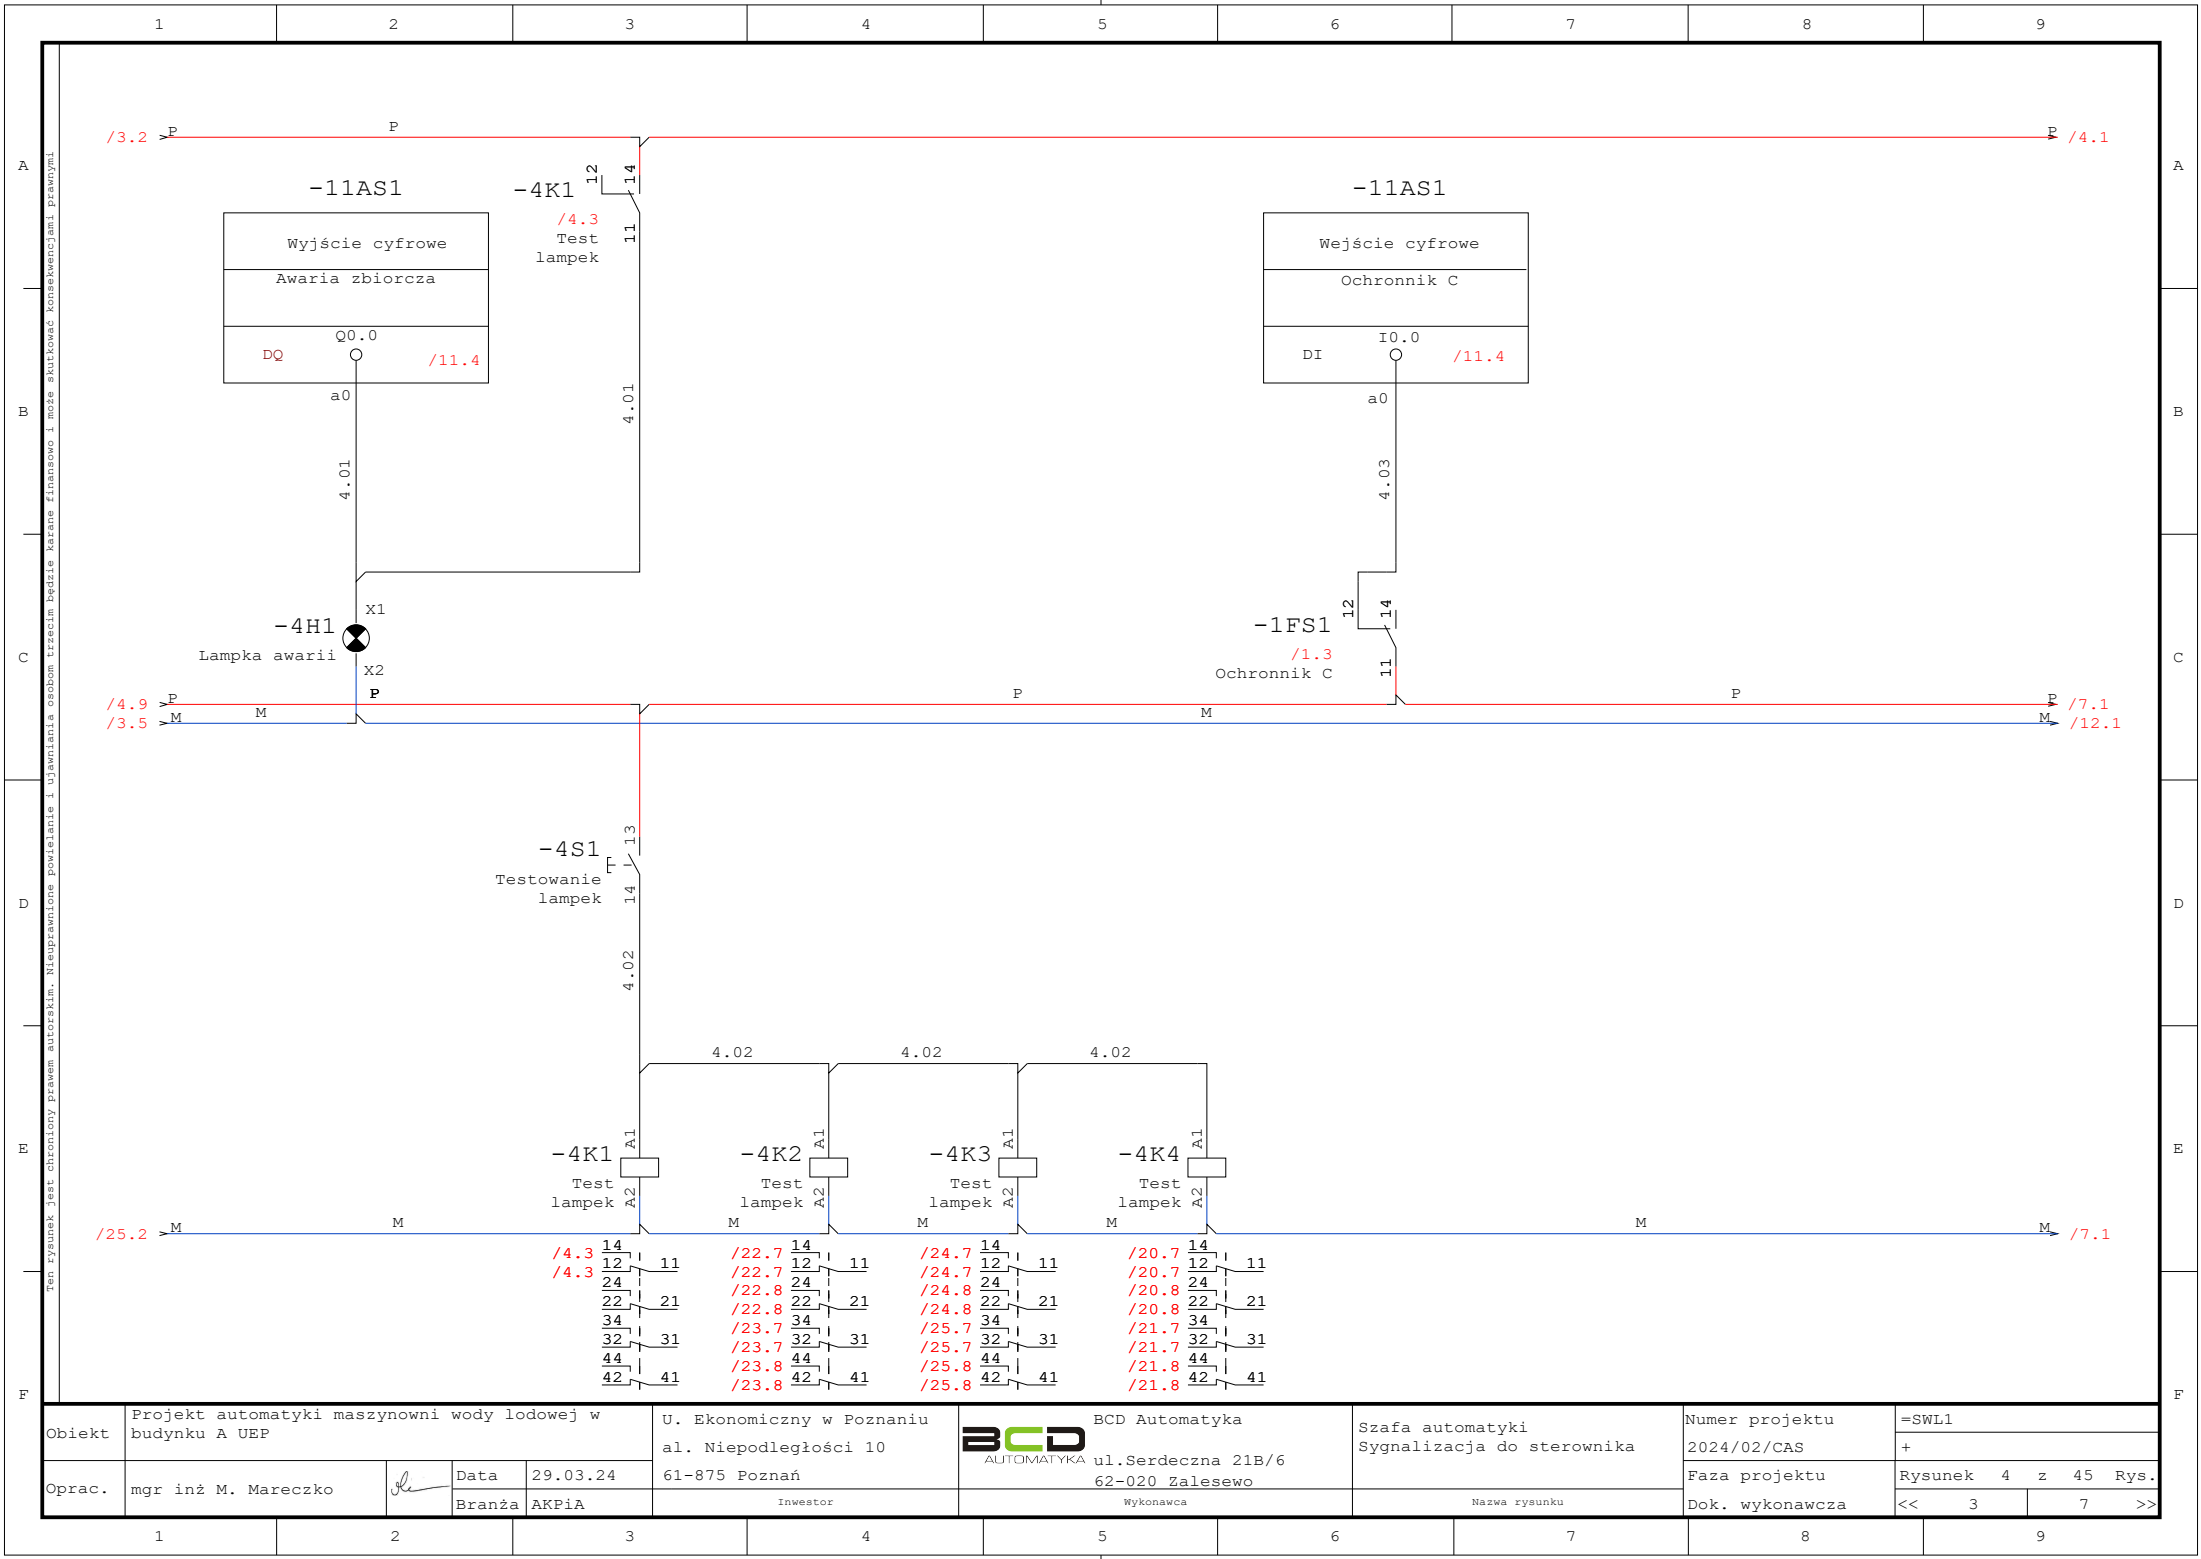 1 2 3 4 5 6 7 8 9
A A
B B
C C
D D
E E
F F
Ten rysunek jest chroniony prawem autorskim. Nieuprawnione powielanie i ujawniania osobom trzecim będzie karane finansowo i może skutkować konsekwencjami prawnymi
/3.2 P P P /4.1
-11AS1
Wyjście cyfrowe
Awaria zbiorcza
Q0.0
DQ /11.4
a0
4.01
-4K1 12 14
/4.3
Test
lampek
11
4.01
-11AS1
Wejście cyfrowe
Ochronnik C
I0.0
DI /11.4
a0
4.03
X1
-4H1
Lampka awarii
X2
12 14
-1FS1
/1.3
Ochronnik C
11
/4.9 P P P P P /7.1
/3.5 M M M M /12.1
13
-4S1
Testowanie
lampek
14
4.02
4.02 4.02 4.02
A1 A1 A1 A1
-4K1 -4K2 -4K3 -4K4
Test Test Test Test
lampek lampek lampek lampek
A2 A2 A2 A2
/25.2 M M M M M M M /7.1
/4.3 14 /22.7 14 /24.7 14 /20.7 14
/4.3 12 11 /22.7 12 11 /24.7 12 11 /20.7 12 11
24 /22.8 24 /24.8 24 /20.8 24
22 21 /22.8 22 21 /24.8 22 21 /20.8 22 21
34 /23.7 34 /25.7 34 /21.7 34
32 31 /23.7 32 31 /25.7 32 31 /21.7 32 31
44 /23.8 44 /25.8 44 /21.8 44
42 41 /23.8 42 41 /25.8 42 41 /21.8 42 41
Obiekt
Projekt automatyki maszynowni wody lodowej w
budynku A UEP
Oprac. mgr inż M. Mareczko
Data 29.03.24
Branża AKPiA
U. Ekonomiczny w Poznaniu
al. Niepodległości 10
61-875 Poznań
Inwestor
BCD
AUTOMATYKA
BCD Automatyka
ul.Serdeczna 21B/6
62-020 Zalesewo
Wykonawca
Szafa automatyki
Sygnalizacja do sterownika
Nazwa rysunku
Numer projektu
2024/02/CAS
Faza projektu
Dok. wykonawcza
=SWL1
+
Rysunek 4 z 45 Rys.
<< 3 7 >>
1 2 3 4 5 6 7 8 9